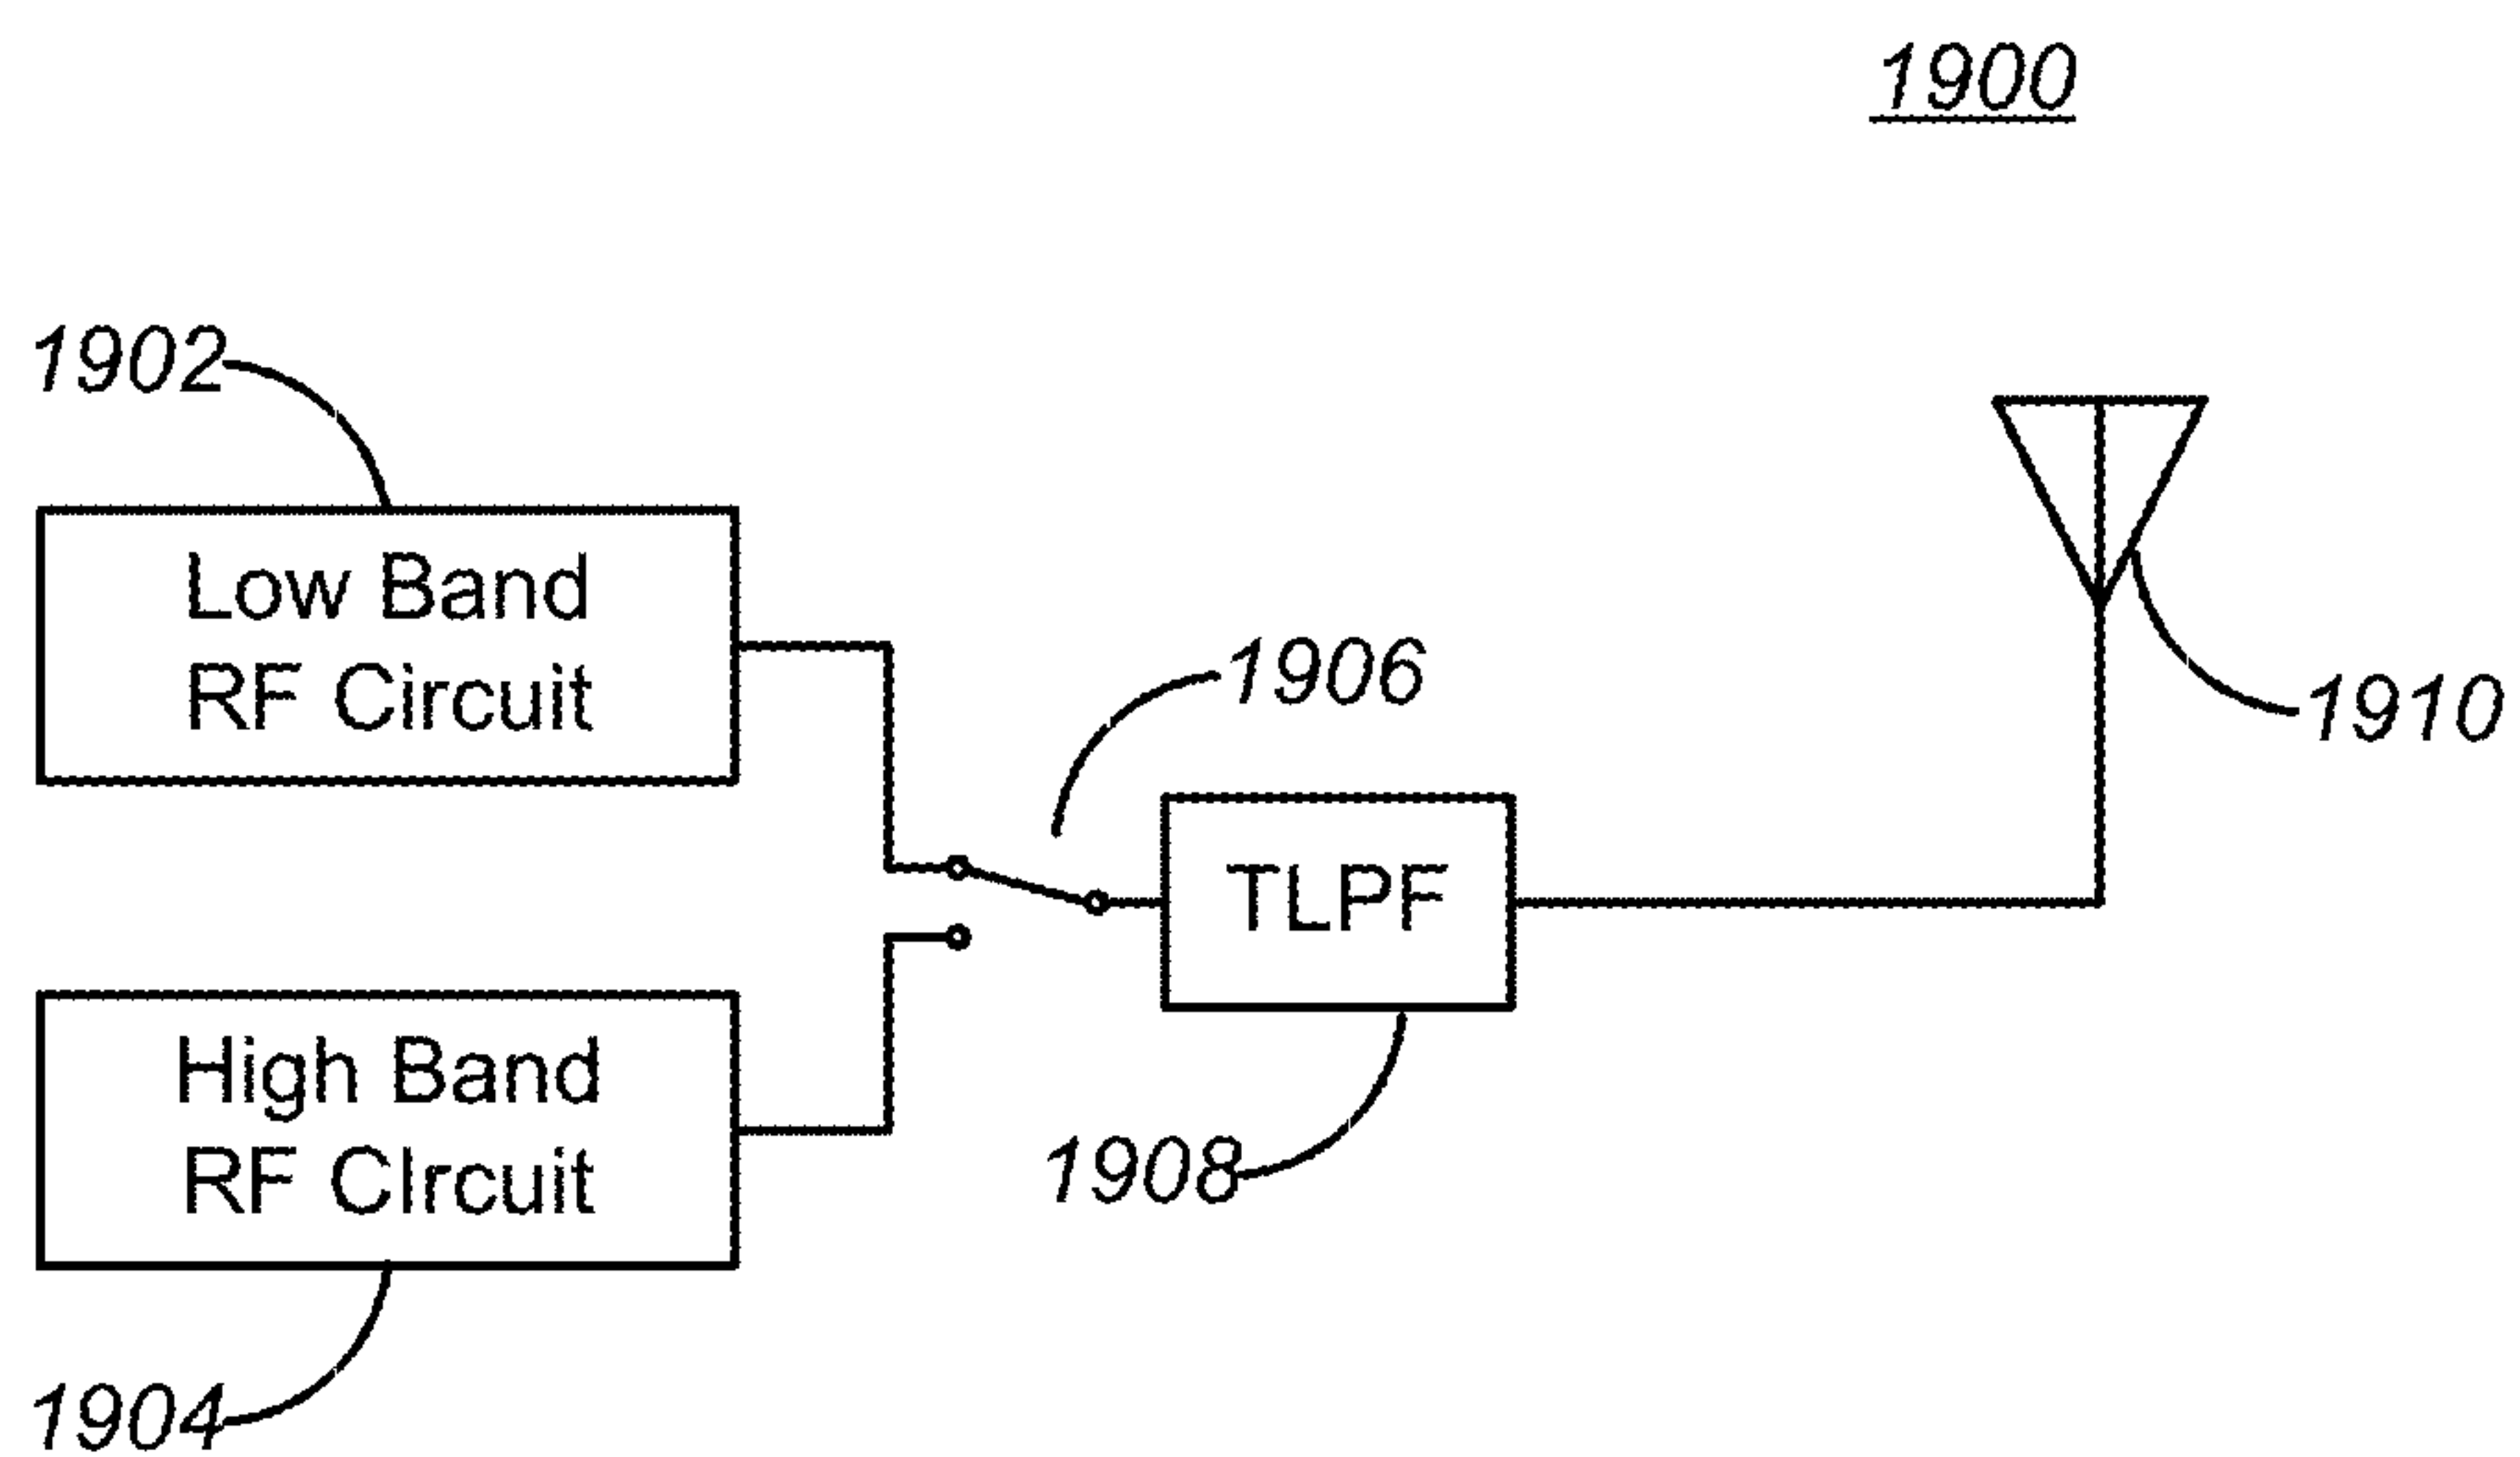 1900
1902
Low Band
RF Circuit
1906
1910
TLPF
High Band
RF CIrcuit
1908
1904